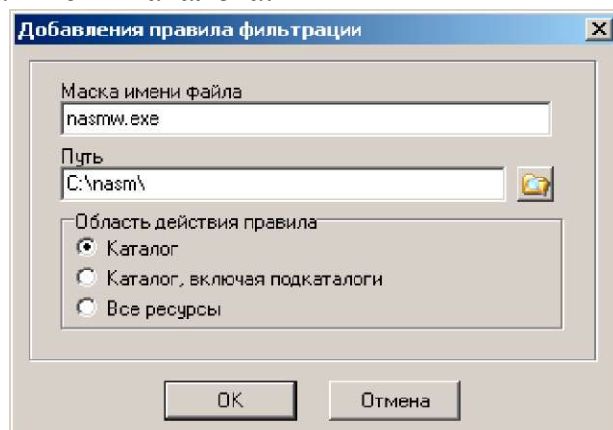 Добавления правила фильтрации
Маска имени файла
nasmw.exe
Путь
C:\nasm\
Область действия правила
Каталог
Каталог, включая подкаталоги
Все ресурсы
OK Отмена